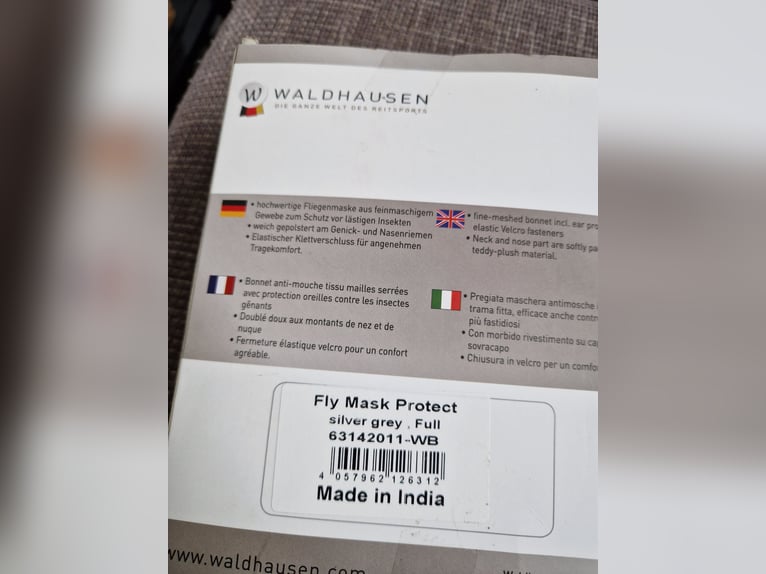 WALDHAUSEN
DIE GANZE WELT DES REITSPORTS
• hochwertige Fliegenmaske aus feinmaschigem
Gewebe zum Schutz vor lästigen Insekten
• weich gepolstert am Genick- und Nasenriemen
• Elastischer Klettverschluss für angenehmen
Tragekomfort.
• fine-meshed bonnet incl. ear pro
elastic Velcro fasteners
• Neck and nose part are softly pa
teddy-plush material.
• Bonnet anti-mouche tissu mailles serrées
avec protection oreilles contre les insectes
gênants
• Doublé doux aux montants de nez et de
nuque
• Fermeture élastique velcro pour un confort
agréable.
• Pregiata maschera antimosche
trama fitta, efficace anche contr
più fastidiosi
• Con morbido rivestimento su ca
sovracapo
• Chiusura in velcro per un comfo
Fly Mask Protect
silver grey , Full
63142011-WB
4 057962 126312
Made in India
www.waldhausen.com